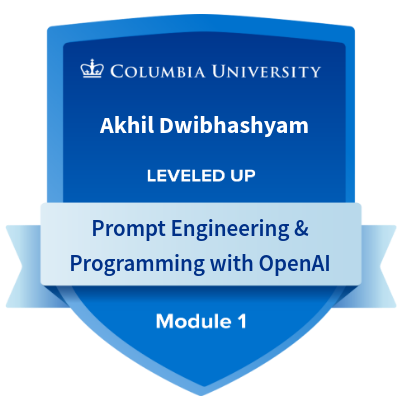 COLUMBIA UNIVERSITY
Akhil Dwibhashyam
LEVELED UP
Prompt Engineering &
Programming with OpenAI
Module 1